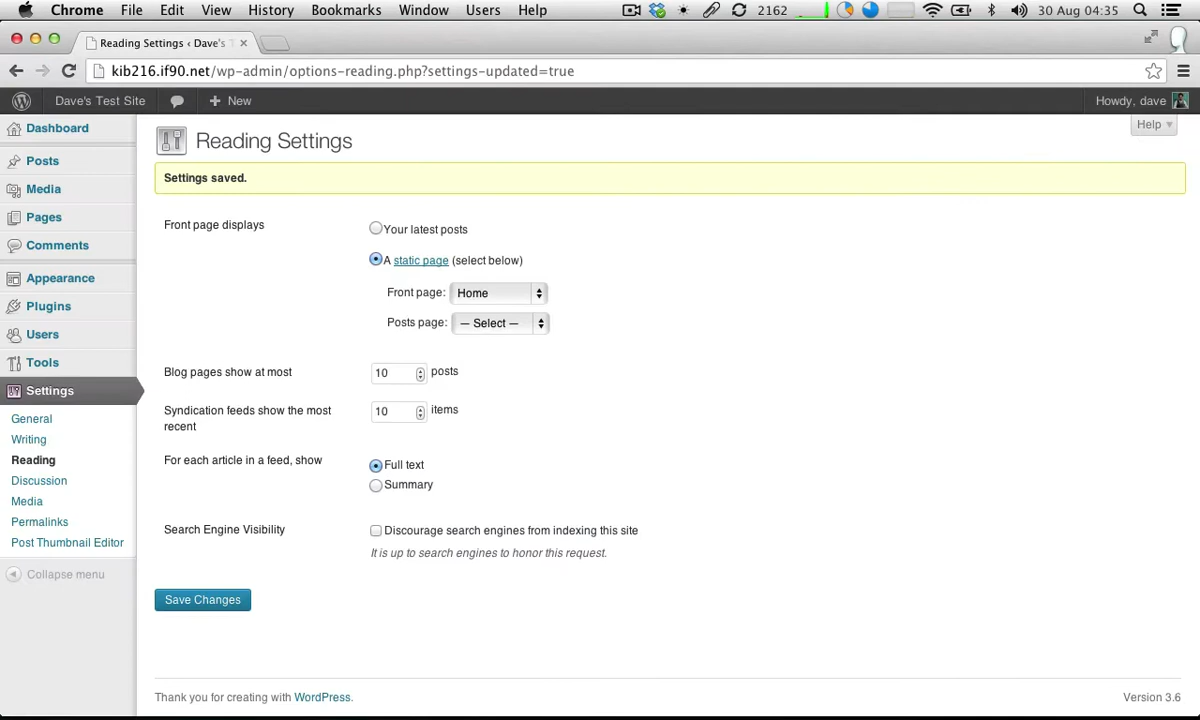 Chrome File Edit View History Bookmarks Window Users Help 2162 30 Aug 04:35
Reading Settings ‹ Dave's T
kib216.if90.net/wp-admin/options-reading.php?settings-updated=true
Dave's Test Site + New Howdy, dave
Help
Dashboard
Posts
Media
Pages
Comments
Appearance
Plugins
Users
Tools
Settings
General
Writing
Reading
Discussion
Media
Permalinks
Post Thumbnail Editor
Collapse menu
Reading Settings
Settings saved.
Front page displays
Your latest posts
A static page (select below)
Front page: Home
Posts page: — Select —
Blog pages show at most 10 posts
Syndication feeds show the most recent 10 items
For each article in a feed, show
Full text
Summary
Search Engine Visibility
Discourage search engines from indexing this site
It is up to search engines to honor this request.
Save Changes
Thank you for creating with WordPress. Version 3.6